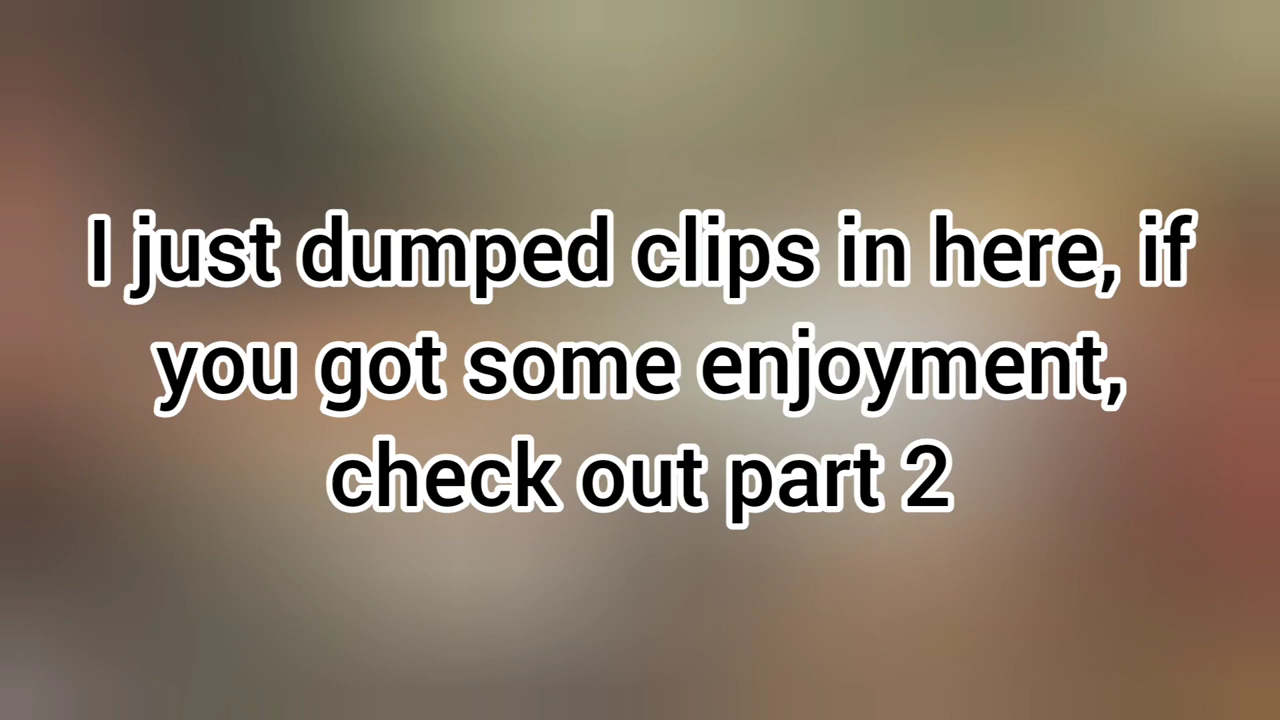 I just dumped clips in here, if
you got some enjoyment,
check out part 2